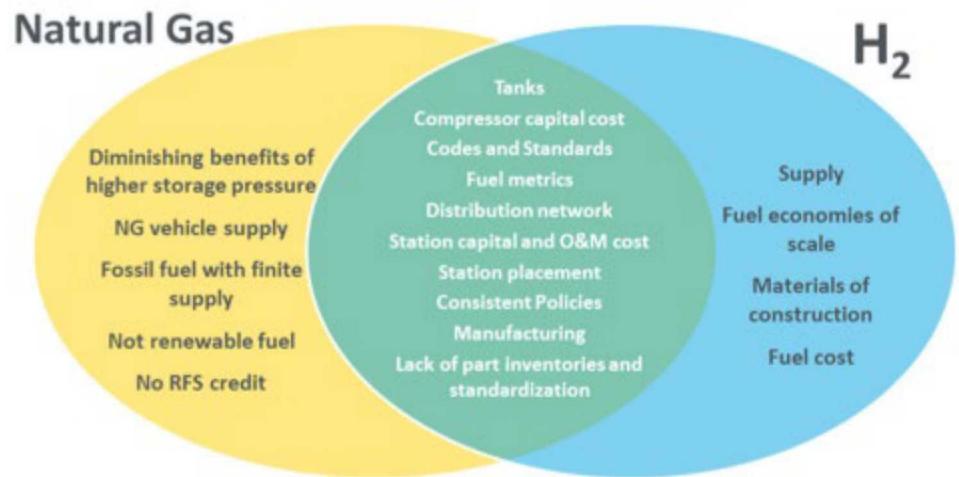 Natural Gas
H₂
Diminishing benefits of
higher storage pressure
NG vehicle supply
Fossil fuel with finite
supply
Not renewable fuel
No RFS credit
Tanks
Compressor capital cost
Codes and Standards
Fuel metrics
Distribution network
Station capital and O&M cost
Station placement
Consistent Policies
Manufacturing
Lack of part inventories and
standardization
Supply
Fuel economies of
scale
Materials of
construction
Fuel cost